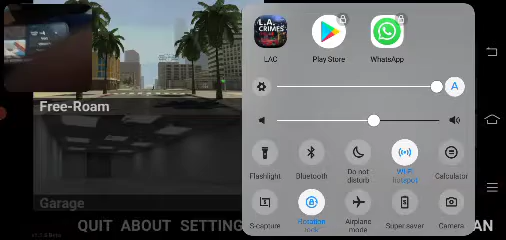 L.A. CRIMES
LAC
Play Store
WhatsApp
A
Free-Roam
Flashlight
Bluetooth
Do not
disturb
Wi-Fi
hotspot
Calculator
Garage
S-capture
Rotation
lock
Airplane
mode
Super saver
Camera
QUIT ABOUT SETTING
AN